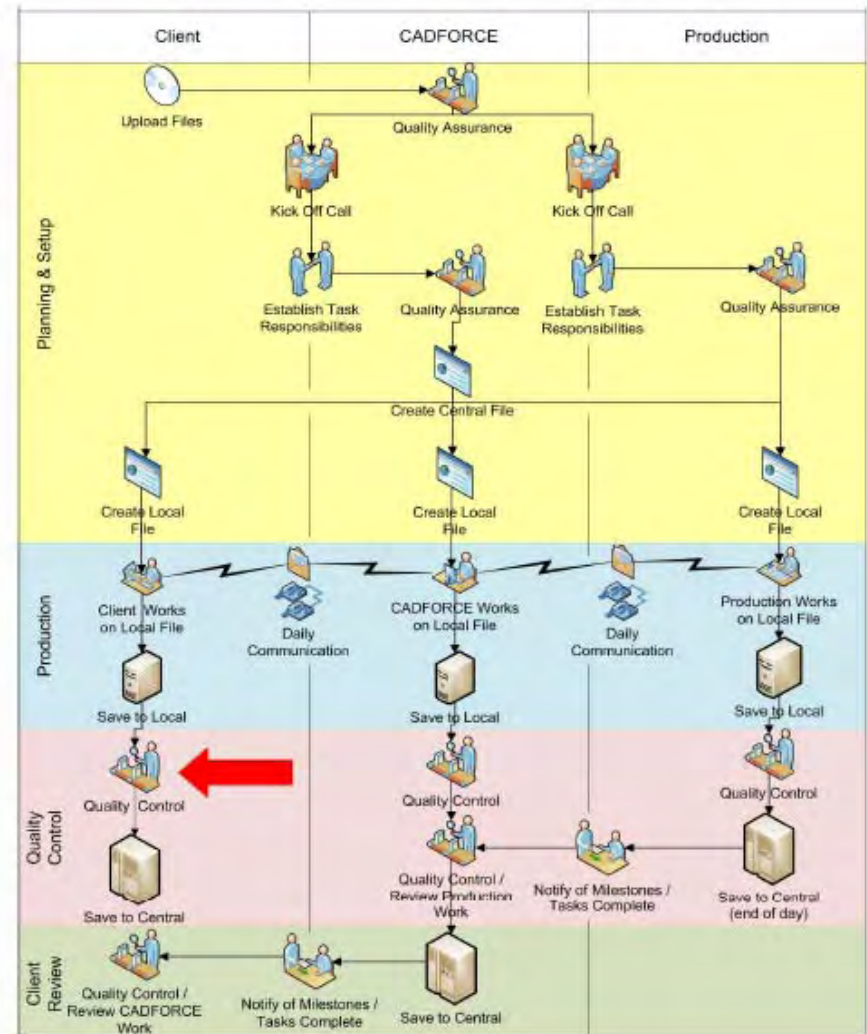 Client
CADFORCE
Production
Planning & Setup
Upload Files
Quality Assurance
Kick Off Call
Kick Off Call
Establish Task
Responsibilities
Quality Assurance
Establish Task
Responsibilities
Quality Assurance
Create Central File
Create Local
File
Create Local
File
Create Local
File
Production
Client Works
on Local File
Daily
Communication
CADFORCE Works
on Local File
Daily
Communication
Production Works
on Local File
Save to Local
Save to Local
Save to Local
Quality
Control
Quality Control
Quality Control
Quality Control
Save to Central
Quality Control /
Review Production
Work
Notify of Milestones /
Tasks Complete
Save to Central
(end of day)
Client
Review
Quality Control /
Review CADFORCE
Work
Notify of Milestones /
Tasks Complete
Save to Central